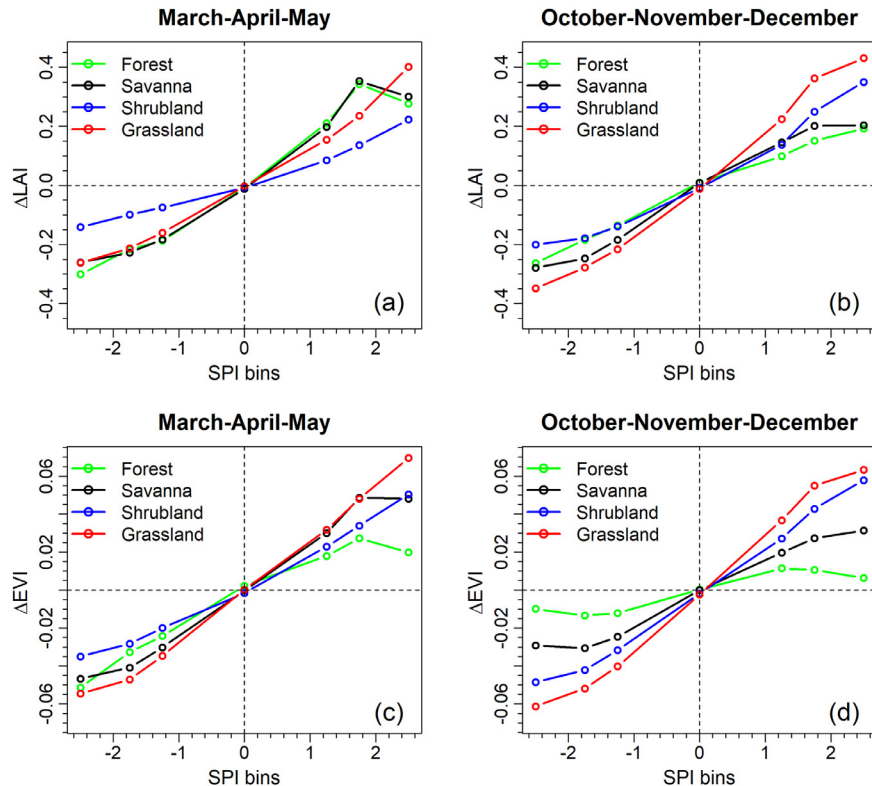 March-April-May
October-November-December
Forest
Savanna
Shrubland
Grassland
Forest
Savanna
Shrubland
Grassland
ΔLAI
-0.4 -0.2 0.0 0.2 0.4
ΔLAI
-0.4 -0.2 0.0 0.2 0.4
(a)
(b)
-2 -1 0 1 2
-2 -1 0 1 2
SPI bins
SPI bins
March-April-May
October-November-December
Forest
Savanna
Shrubland
Grassland
Forest
Savanna
Shrubland
Grassland
ΔEVI
-0.06 -0.02 0.02 0.06
ΔEVI
-0.06 -0.02 0.02 0.06
(c)
(d)
-2 -1 0 1 2
-2 -1 0 1 2
SPI bins
SPI bins